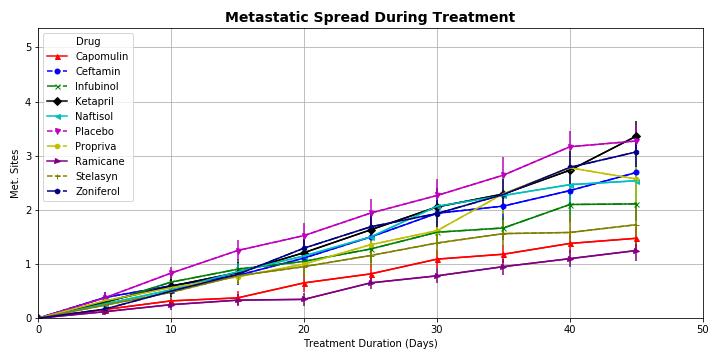 Metastatic Spread During Treatment
5
4
3
2
1
0
Met. Sites
Drug
Capomulin
Ceftamin
Infubinol
Ketapril
Naftisol
Placebo
Propriva
Ramicane
Stelasyn
Zoniferol
0 10 20 30 40 50
Treatment Duration (Days)